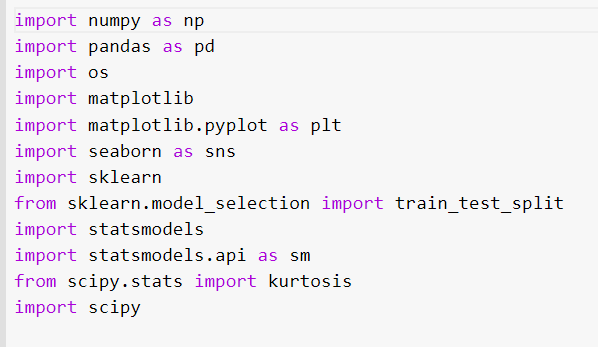 import numpy as np
import pandas as pd
import os
import matplotlib
import matplotlib.pyplot as plt
import seaborn as sns
import sklearn
from sklearn.model_selection import train_test_split
import statsmodels
import statsmodels.api as sm
from scipy.stats import kurtosis
import scipy